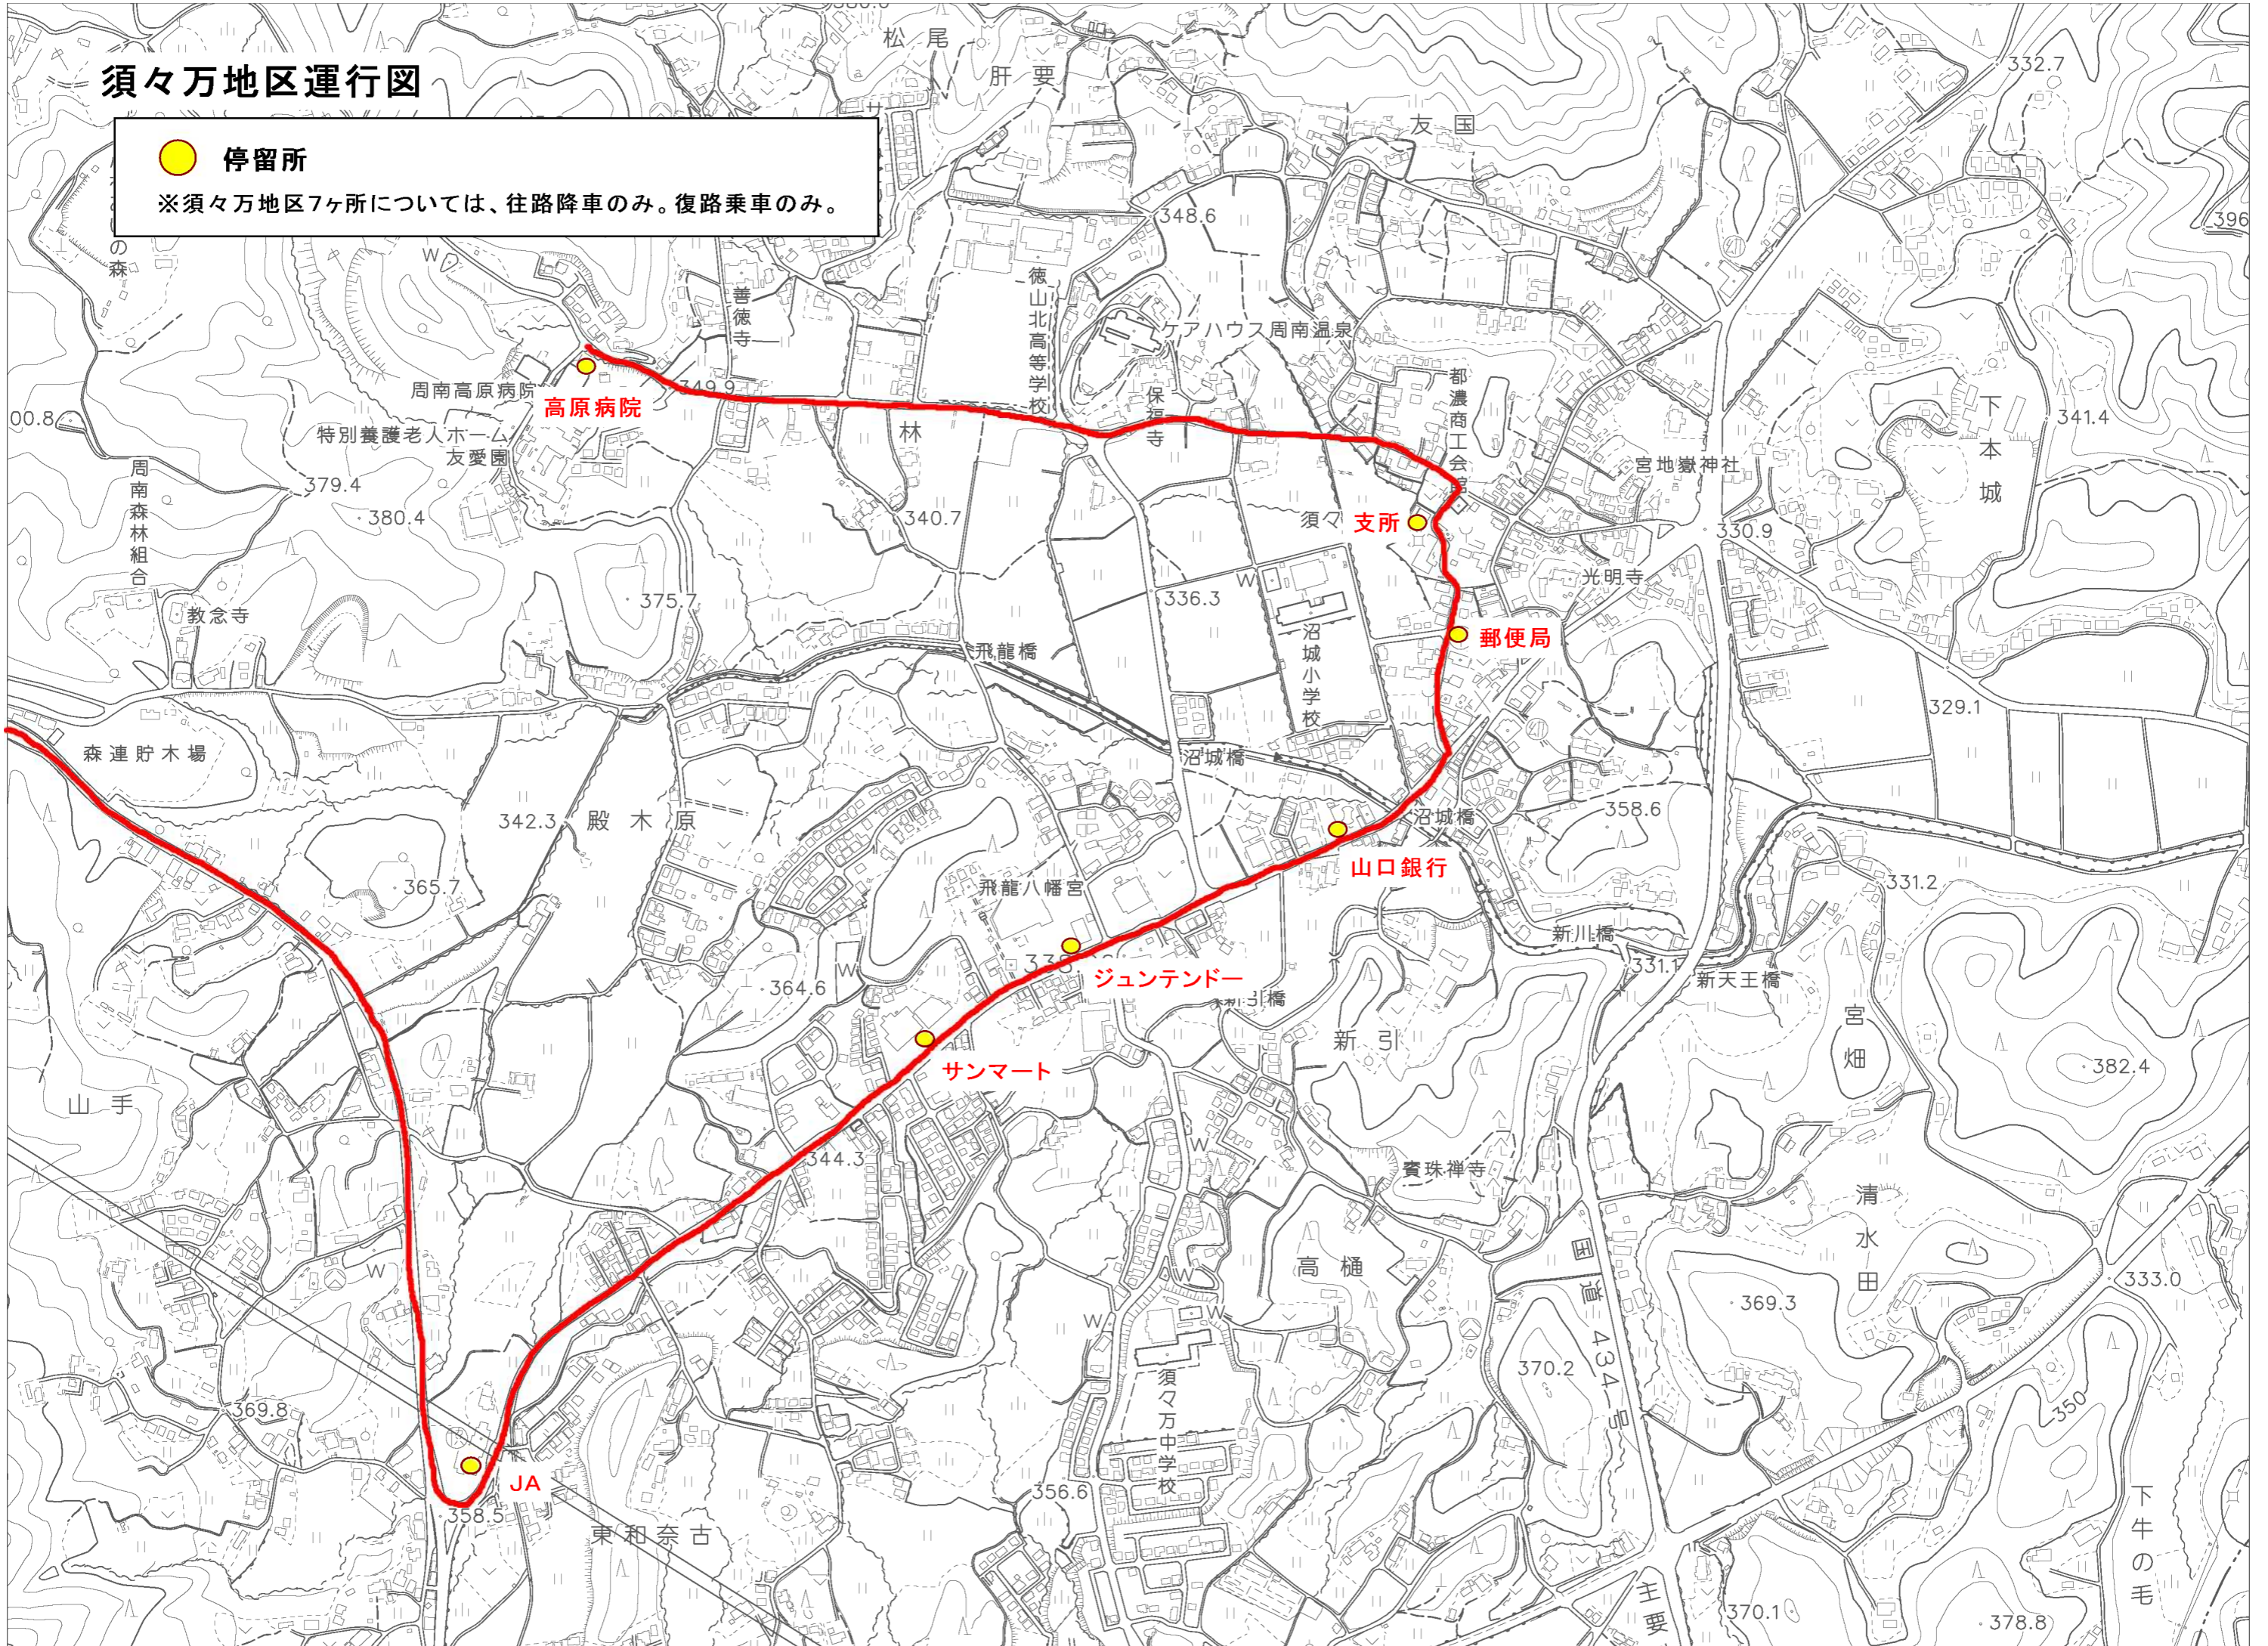 須々万地区運行図
停留所
※須々万地区7ヶ所については、往路降車のみ。復路乗車のみ。
松尾
肝要
友国
332.7
396
348.6
の森
W
善徳寺
徳山北高等学校
ケアハウス周南温泉
349.9
周南高原病院
高原病院
保福寺
都濃商工会館
下本城
341.4
00.8
特別養護老人ホーム
友愛園
林
宮地嶽神社
周南森林組合
379.4
380.4
340.7
須々
支所
330.9
光明寺
W
375.7
336.3
教念寺
沼城小学校
郵便局
飛龍橋
329.1
森連貯木場
沼城橋
342.3
殿木原
沼城橋
358.6
山口銀行
365.7
飛龍八幡宮
331.2
新川橋
338
331.1
W
364.6
ジュンテンドー
新天王橋
新引橋
宮畑
新引
サンマート
382.4
山手
W
344.3
寳珠禅寺
清水田
W
高樋
国道434号
333.0
W
W
369.3
W
370.2
須々万中学校
369.8
350
JA
356.6
358.5
東和奈古
下牛の毛
主要
370.1
378.8